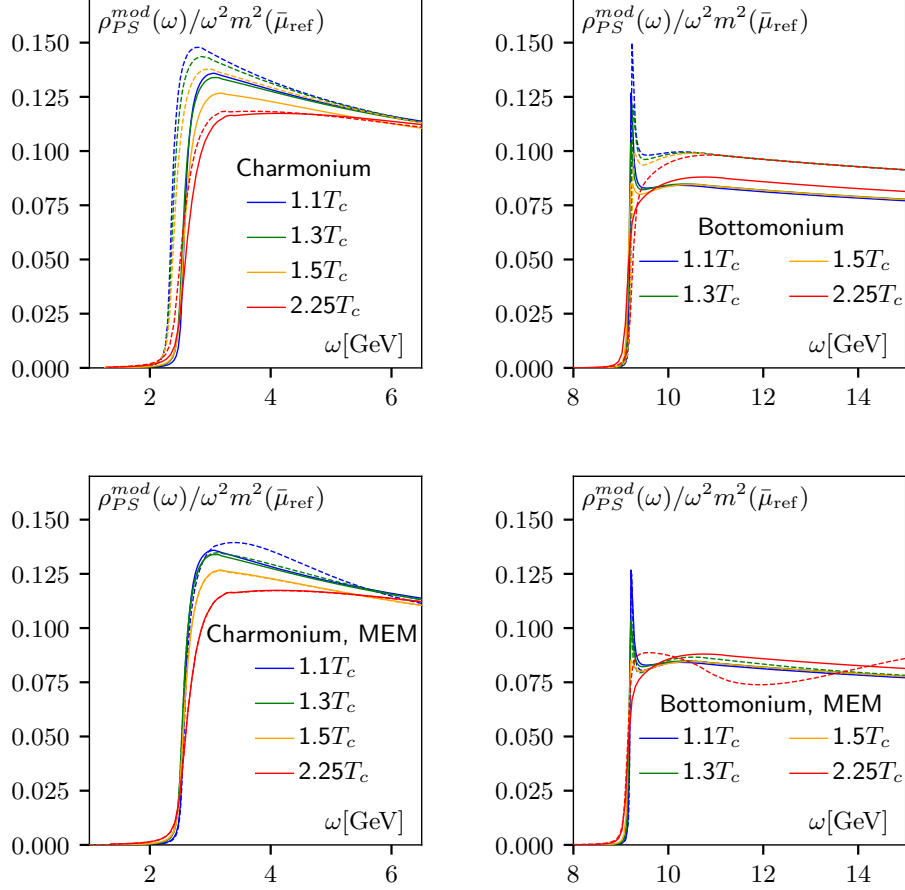 ρ_{PS}^{mod}(ω)/ω²m²(μ̄_{ref})
0.150
0.125
0.100
0.075
0.050
0.025
0.000
Charmonium
1.1T_c
1.3T_c
1.5T_c
2.25T_c
ω[GeV]
2 4 6
ρ_{PS}^{mod}(ω)/ω²m²(μ̄_{ref})
0.150
0.125
0.100
0.075
0.050
0.025
0.000
Bottomonium
1.1T_c 1.5T_c
1.3T_c 2.25T_c
ω[GeV]
8 10 12 14
ρ_{PS}^{mod}(ω)/ω²m²(μ̄_{ref})
0.150
0.125
0.100
0.075
0.050
0.025
0.000
Charmonium, MEM
1.1T_c
1.3T_c
1.5T_c
2.25T_c
ω[GeV]
2 4 6
ρ_{PS}^{mod}(ω)/ω²m²(μ̄_{ref})
0.150
0.125
0.100
0.075
0.050
0.025
0.000
Bottomonium, MEM
1.1T_c 1.5T_c
1.3T_c 2.25T_c
ω[GeV]
8 10 12 14